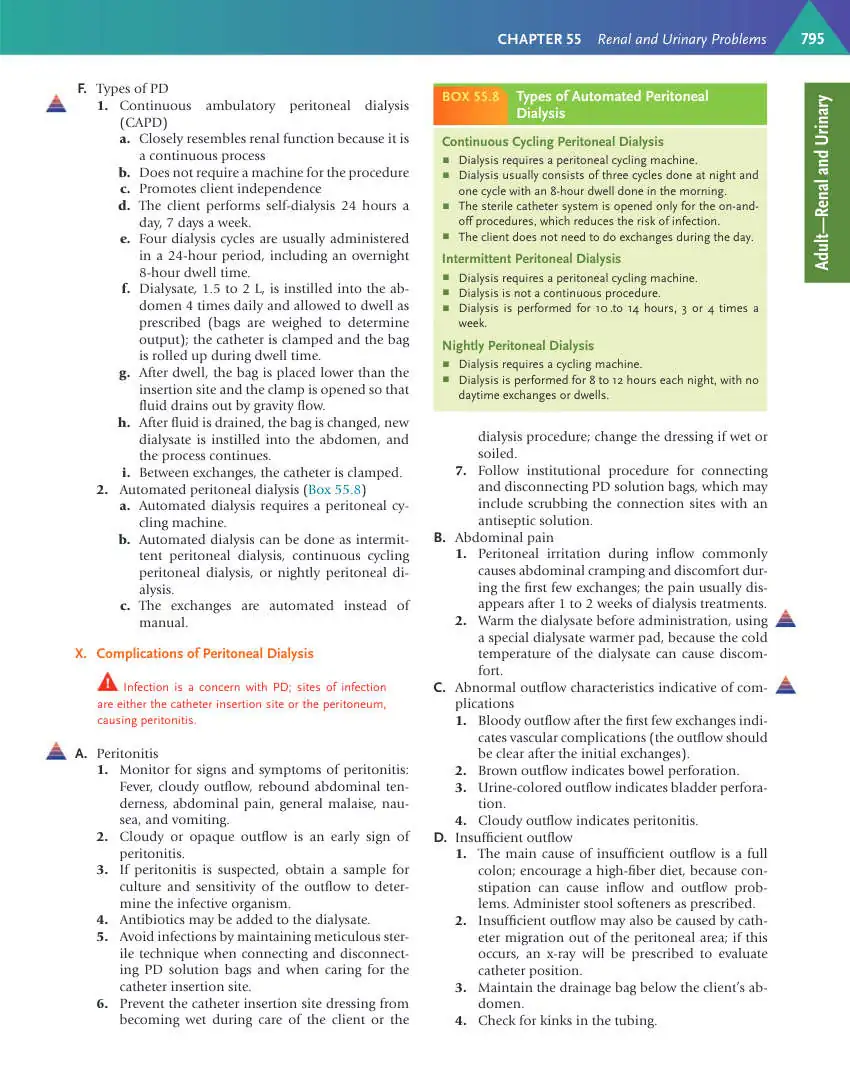 CHAPTER 55 Renal and Urinary Problems 795
F. Types of PD
1. Continuous ambulatory peritoneal dialysis
(CAPD)
a. Closely resembles renal function because it is
a continuous process
b. Does not require a machine for the procedure
c. Promotes client independence
d. The client performs self-dialysis 24 hours a
day, 7 days a week.
e. Four dialysis cycles are usually administered
in a 24-hour period, including an overnight
8-hour dwell time.
f. Dialysate, 1.5 to 2 L, is instilled into the ab-
domen 4 times daily and allowed to dwell as
prescribed (bags are weighed to determine
output); the catheter is clamped and the bag
is rolled up during dwell time.
g. After dwell, the bag is placed lower than the
insertion site and the clamp is opened so that
fluid drains out by gravity flow.
h. After fluid is drained, the bag is changed, new
dialysate is instilled into the abdomen, and
the process continues.
i. Between exchanges, the catheter is clamped.
2. Automated peritoneal dialysis (Box 55.8)
a. Automated dialysis requires a peritoneal cy-
cling machine.
b. Automated dialysis can be done as intermit-
tent peritoneal dialysis, continuous cycling
peritoneal dialysis, or nightly peritoneal di-
alysis.
c. The exchanges are automated instead of
manual.
X. Complications of Peritoneal Dialysis
Infection is a concern with PD; sites of infection
are either the catheter insertion site or the peritoneum,
causing peritonitis.
A. Peritonitis
1. Monitor for signs and symptoms of peritonitis:
Fever, cloudy outflow, rebound abdominal ten-
derness, abdominal pain, general malaise, nau-
sea, and vomiting.
2. Cloudy or opaque outflow is an early sign of
peritonitis.
3. If peritonitis is suspected, obtain a sample for
culture and sensitivity of the outflow to deter-
mine the infective organism.
4. Antibiotics may be added to the dialysate.
5. Avoid infections by maintaining meticulous ster-
ile technique when connecting and disconnect-
ing PD solution bags and when caring for the
catheter insertion site.
6. Prevent the catheter insertion site dressing from
becoming wet during care of the client or the
BOX 55.8 Types of Automated Peritoneal
Dialysis
Continuous Cycling Peritoneal Dialysis
■ Dialysis requires a peritoneal cycling machine.
■ Dialysis usually consists of three cycles done at night and
one cycle with an 8-hour dwell done in the morning.
■ The sterile catheter system is opened only for the on-and-
off procedures, which reduces the risk of infection.
■ The client does not need to do exchanges during the day.
Intermittent Peritoneal Dialysis
■ Dialysis requires a peritoneal cycling machine.
■ Dialysis is not a continuous procedure.
■ Dialysis is performed for 10 .to 14 hours, 3 or 4 times a
week.
Nightly Peritoneal Dialysis
■ Dialysis requires a cycling machine.
■ Dialysis is performed for 8 to 12 hours each night, with no
daytime exchanges or dwells.
dialysis procedure; change the dressing if wet or
soiled.
7. Follow institutional procedure for connecting
and disconnecting PD solution bags, which may
include scrubbing the connection sites with an
antiseptic solution.
B. Abdominal pain
1. Peritoneal irritation during inflow commonly
causes abdominal cramping and discomfort dur-
ing the first few exchanges; the pain usually dis-
appears after 1 to 2 weeks of dialysis treatments.
2. Warm the dialysate before administration, using
a special dialysate warmer pad, because the cold
temperature of the dialysate can cause discom-
fort.
C. Abnormal outflow characteristics indicative of com-
plications
1. Bloody outflow after the first few exchanges indi-
cates vascular complications (the outflow should
be clear after the initial exchanges).
2. Brown outflow indicates bowel perforation.
3. Urine-colored outflow indicates bladder perfora-
tion.
4. Cloudy outflow indicates peritonitis.
D. Insufficient outflow
1. The main cause of insufficient outflow is a full
colon; encourage a high-fiber diet, because con-
stipation can cause inflow and outflow prob-
lems. Administer stool softeners as prescribed.
2. Insufficient outflow may also be caused by cath-
eter migration out of the peritoneal area; if this
occurs, an x-ray will be prescribed to evaluate
catheter position.
3. Maintain the drainage bag below the client's ab-
domen.
4. Check for kinks in the tubing.
Adult—Renal and Urinary